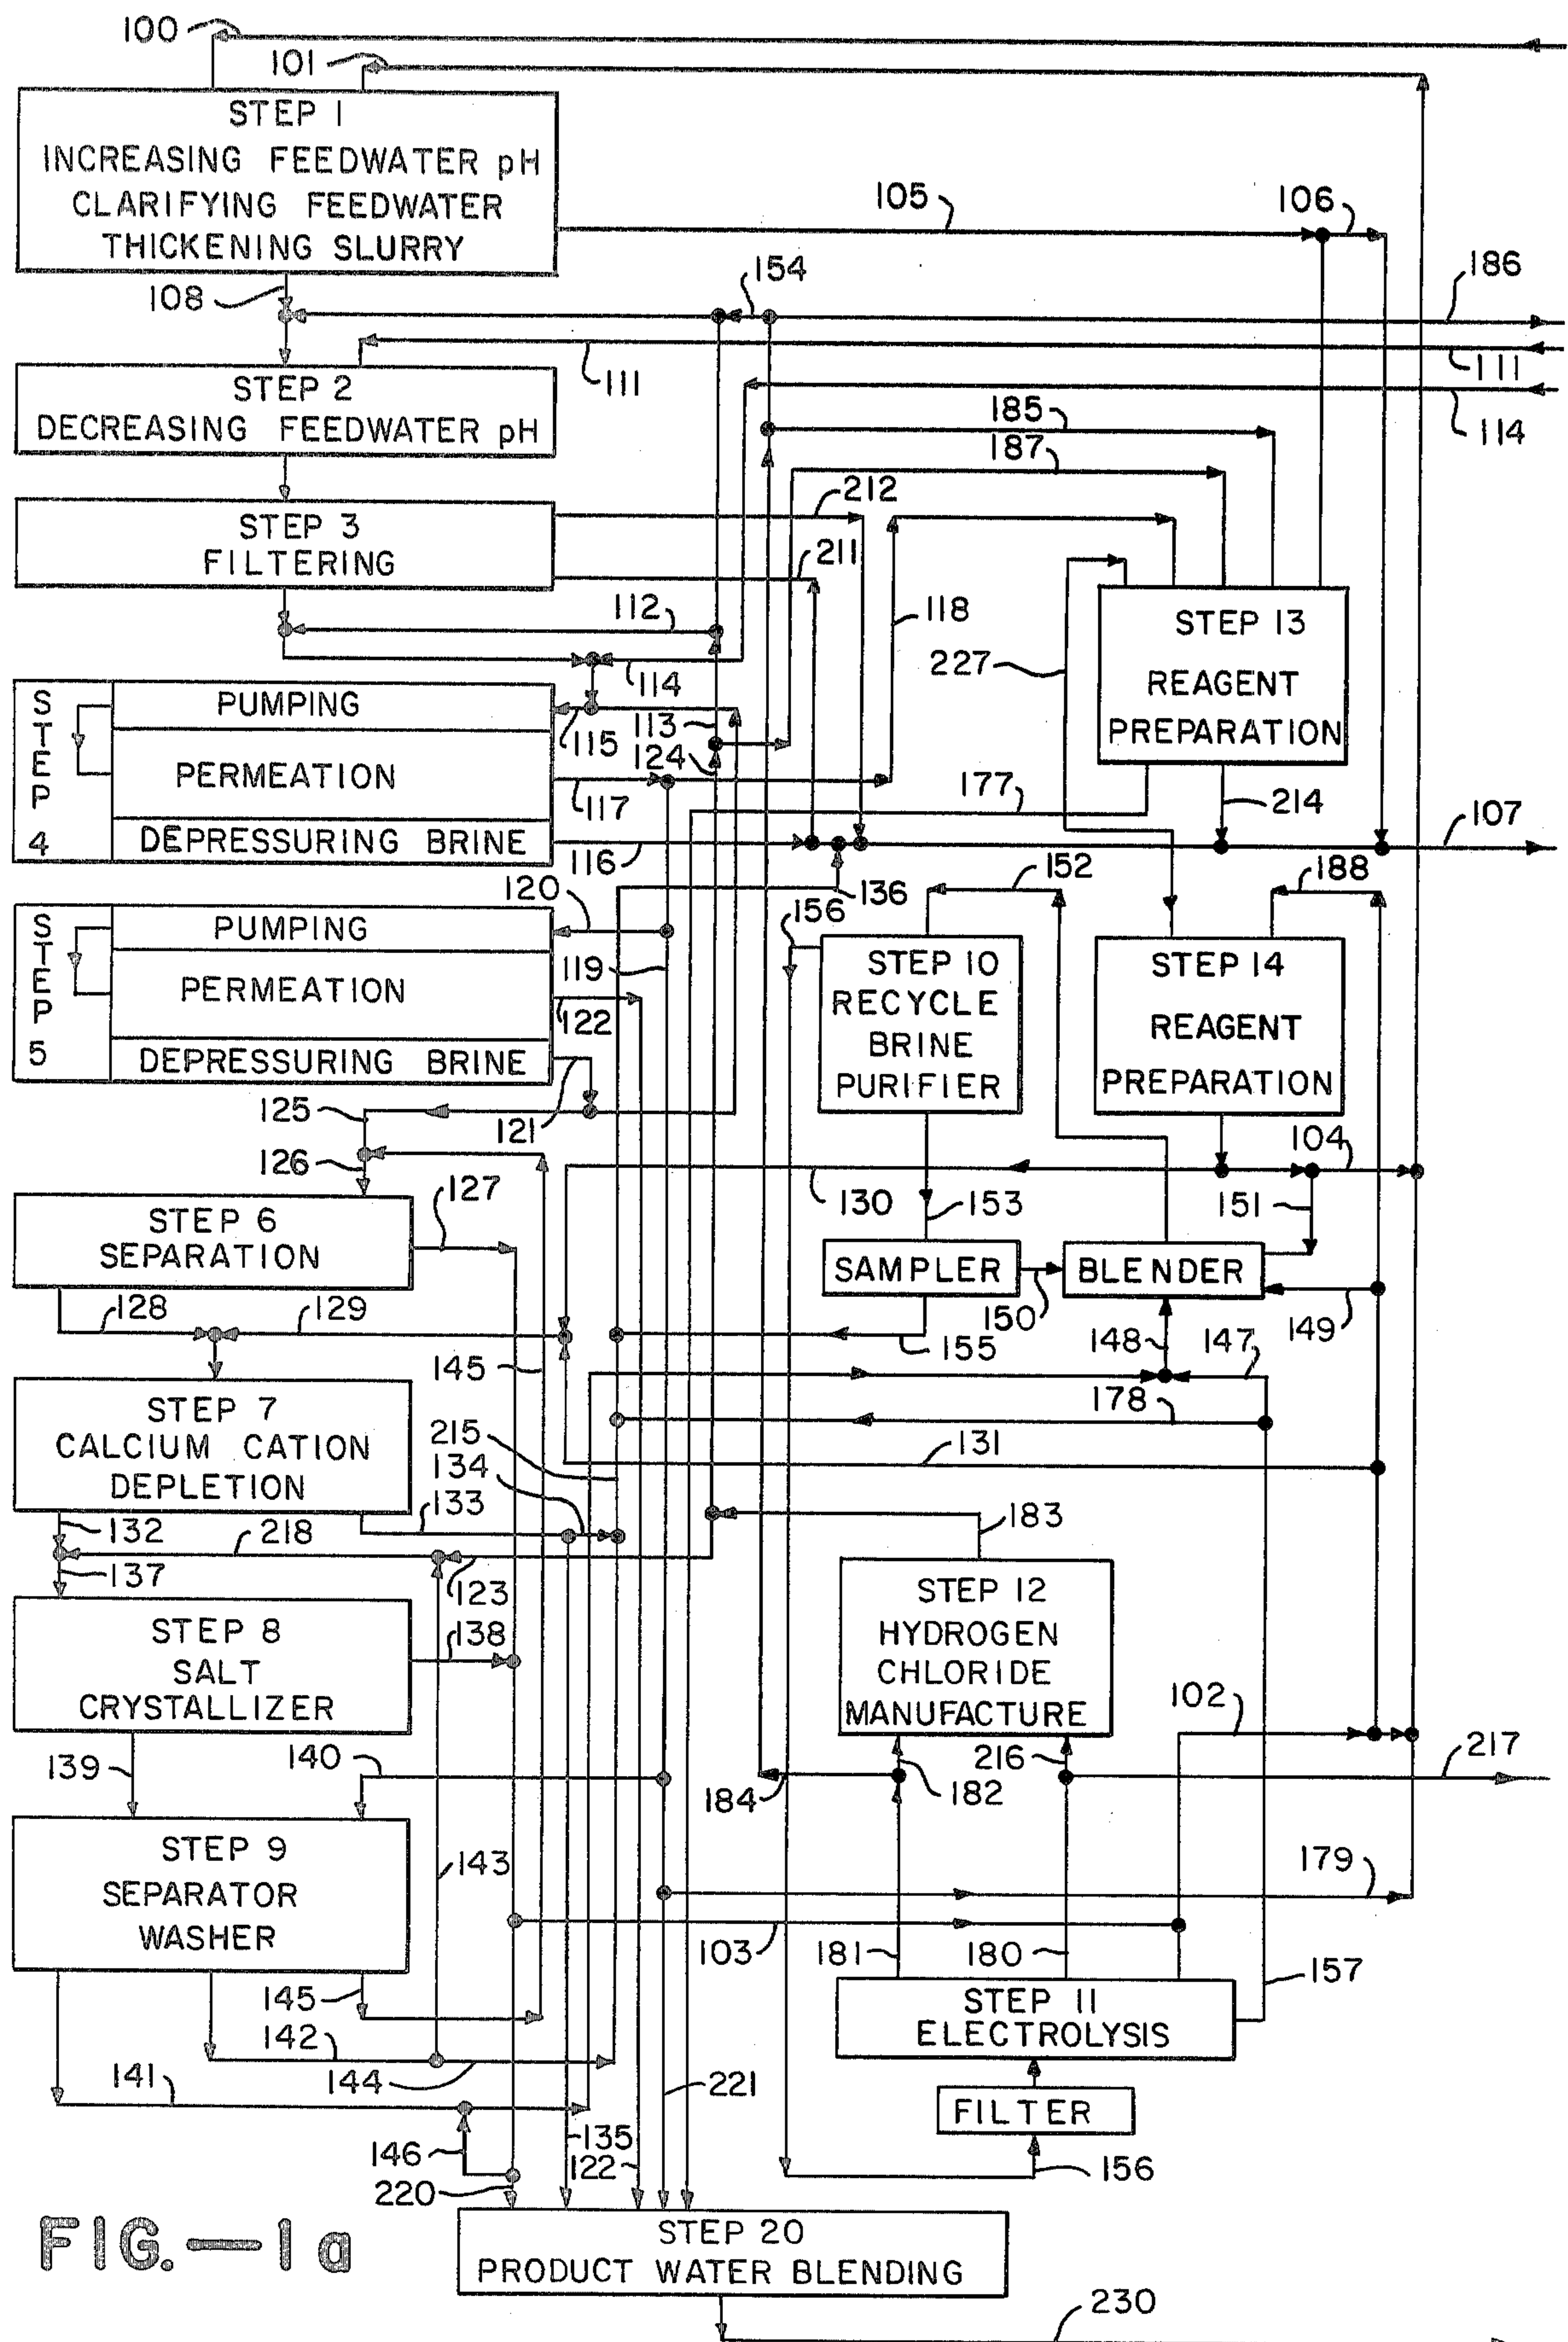 100
101
STEP 1
INCREASING FEEDWATER pH
CLARIFYING FEEDWATER
THICKENING SLURRY
105
106
108
154
186
111
111
STEP 2
DECREASING FEEDWATER pH
185
114
187
212
STEP 3
FILTERING
211
112
118
STEP 13
REAGENT
PREPARATION
227
114
STEP 4
PUMPING
PERMEATION
DEPRESSURING BRINE
115
113
124
117
177
214
107
116
136
152
188
120
156
STEP 5
PUMPING
PERMEATION
DEPRESSURING BRINE
119
122
STEP 10
RECYCLE
BRINE
PURIFIER
STEP 14
REAGENT
PREPARATION
125
121
126
104
127
130
153
151
STEP 6
SEPARATION
SAMPLER
BLENDER
150
149
128
129
155
148
147
145
178
STEP 7
CALCIUM CATION
DEPLETION
215
134
131
133
132
218
183
137
123
STEP 12
HYDROGEN
CHLORIDE
MANUFACTURE
STEP 8
SALT
CRYSTALLIZER
138
102
139
140
216
217
184
182
STEP 9
SEPARATOR
WASHER
143
179
103
181
180
157
145
STEP 11
ELECTROLYSIS
142
144
141
221
FILTER
146
135
122
156
220
FIG.—1a
STEP 20
PRODUCT WATER BLENDING
230